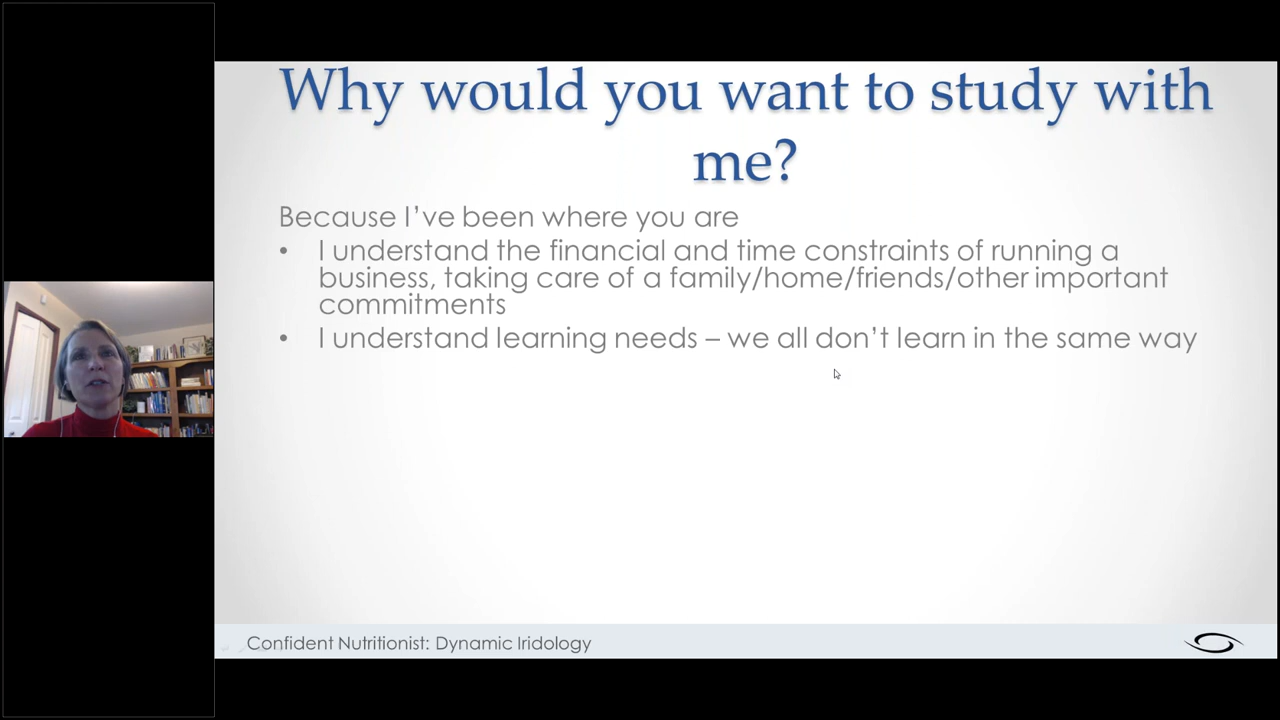 Why would you want to study with
me?
Because I've been where you are
• I understand the financial and time constraints of running a
business, taking care of a family/home/friends/other important
commitments
• I understand learning needs – we all don't learn in the same way
Confident Nutritionist: Dynamic Iridology